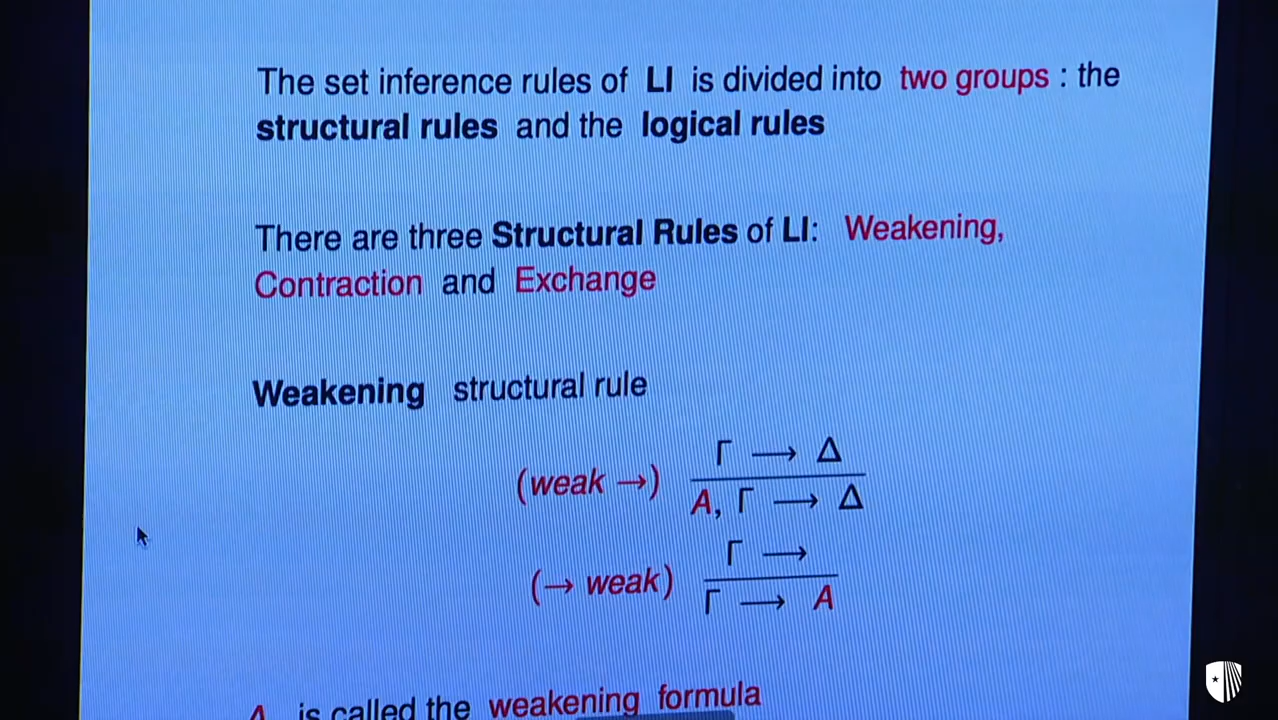 The set inference rules of LI is divided into two groups : the
structural rules and the logical rules
There are three Structural Rules of LI: Weakening,
Contraction and Exchange
Weakening structural rule
(weak →) Γ ⟶ Δ
A, Γ ⟶ Δ
(→ weak) Γ ⟶
Γ ⟶ A
A is called the weakening formula